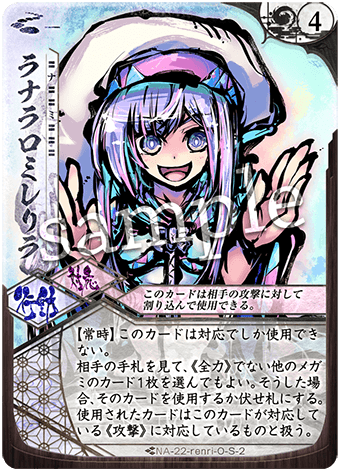 4
ラナラロミレリラ
sample
行動
対応
このカードは相手の攻撃に対して
割り込んで使用できる。
【常時】このカードは対応でしか使用でき
ない。
相手の手札を見て、《全力》でない他のメガ
ミのカード1枚を選んでもよい。そうした場
合、そのカードを使用するか伏せ札にする。
使用されたカードはこのカードが対応して
いる《攻撃》に対応しているものと扱う。
NA-22-renri-O-S-2